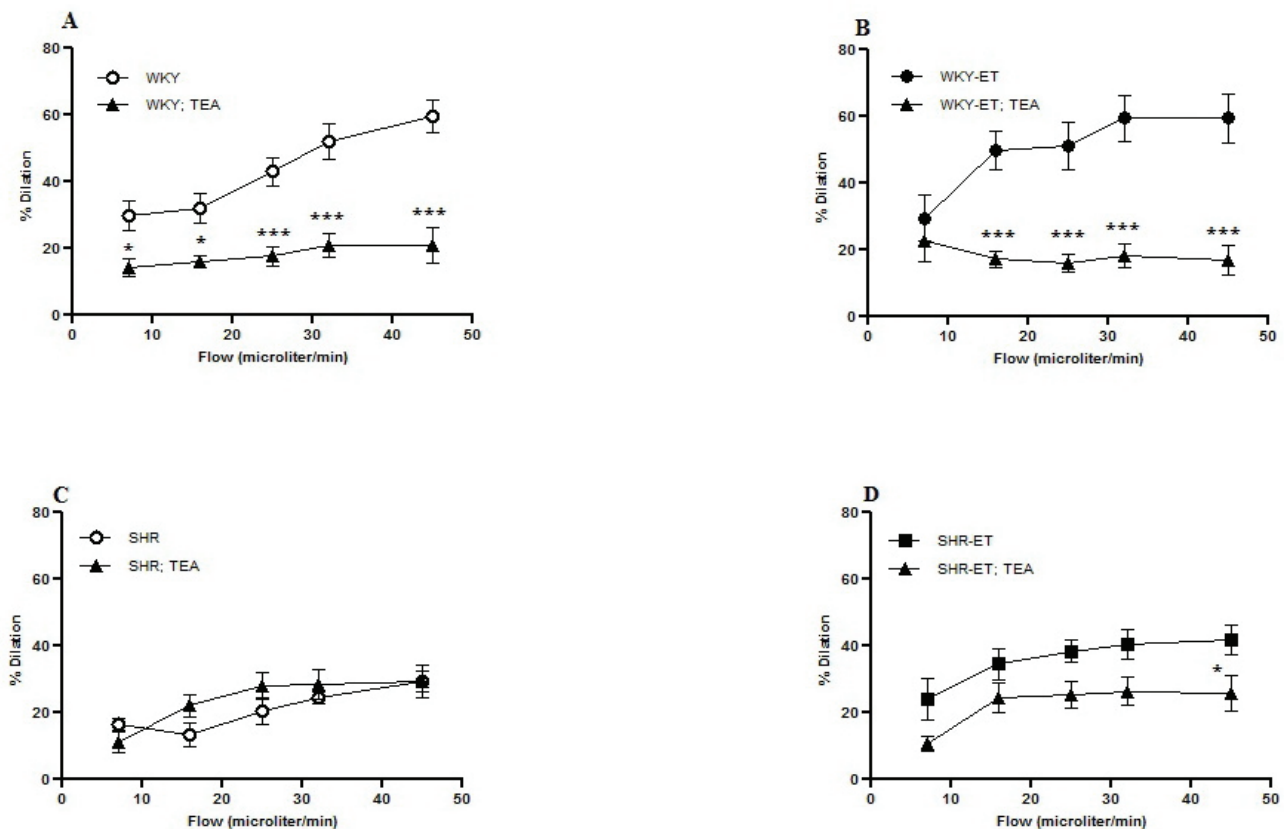 A
80
60
40
20
0
% Dilation
WKY
WKY; TEA
*
*
***
***
***
0 10 20 30 40 50
Flow (microliter/min)
B
80
60
40
20
0
% Dilation
WKY-ET
WKY-ET; TEA
***
***
***
***
0 10 20 30 40 50
Flow (microliter/min)
C
80
60
40
20
0
% Dilation
SHR
SHR; TEA
0 10 20 30 40 50
Flow (microliter/min)
D
80
60
40
20
0
% Dilation
SHR-ET
SHR-ET; TEA
*
0 10 20 30 40 50
Flow (microliter/min)